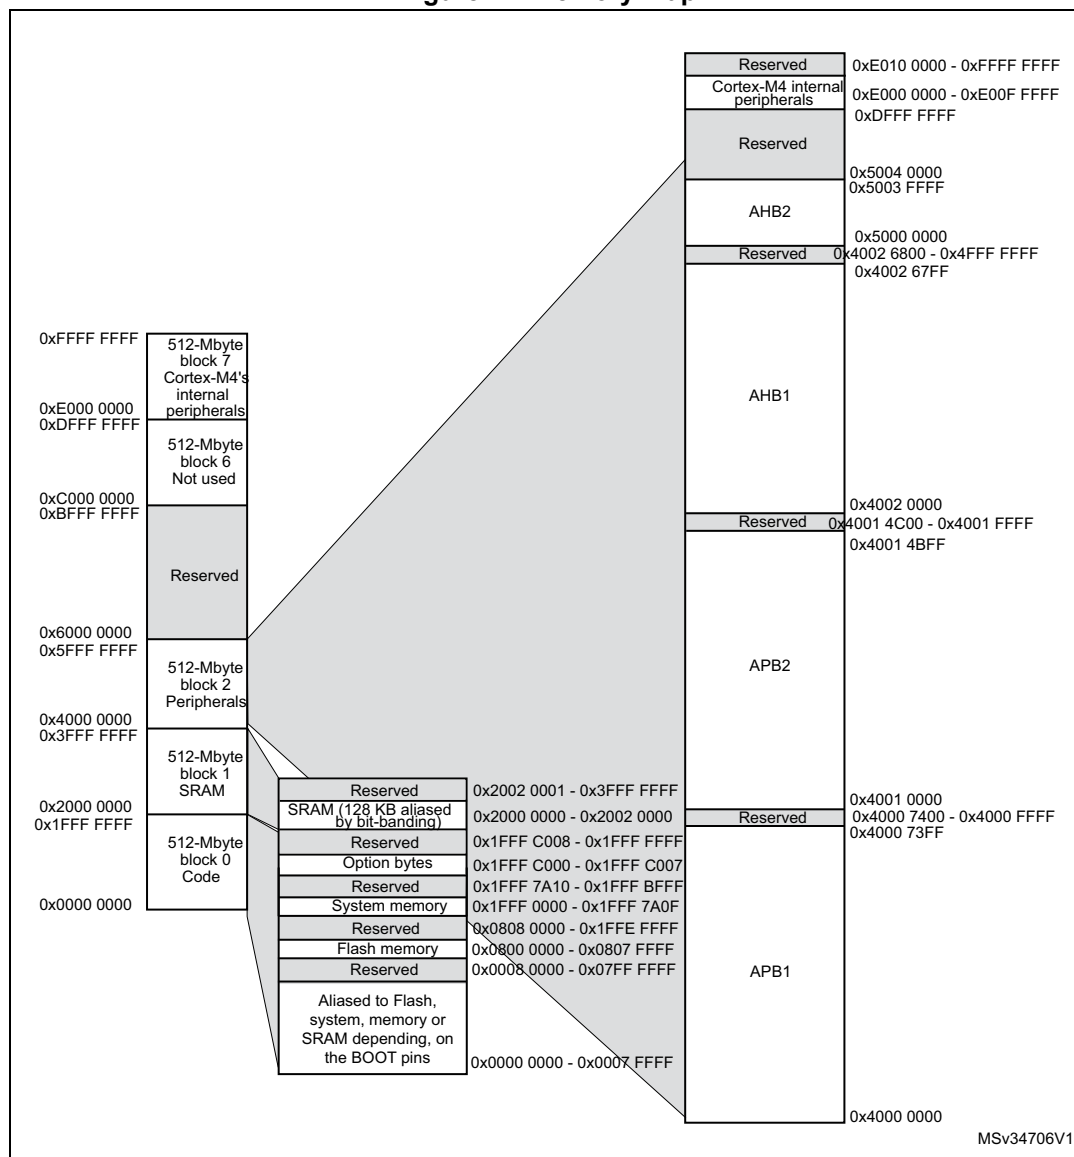 0xFFFF FFFF
512-Mbyte
block 7
Cortex-M4's
internal
peripherals
0xE000 0000
0xDFFF FFFF
512-Mbyte
block 6
Not used
0xC000 0000
0xBFFF FFFF
Reserved
0x6000 0000
0x5FFF FFFF
512-Mbyte
block 2
Peripherals
0x4000 0000
0x3FFF FFFF
512-Mbyte
block 1
SRAM
0x2000 0000
0x1FFF FFFF
512-Mbyte
block 0
Code
0x0000 0000
Reserved 0x2002 0001 - 0x3FFF FFFF
SRAM (128 KB aliased
by bit-banding) 0x2000 0000 - 0x2002 0000
Reserved 0x1FFF C008 - 0x1FFF FFFF
Option bytes 0x1FFF C000 - 0x1FFF C007
Reserved 0x1FFF 7A10 - 0x1FFF BFFF
System memory 0x1FFF 0000 - 0x1FFF 7A0F
Reserved 0x0808 0000 - 0x1FFE FFFF
Flash memory 0x0800 0000 - 0x0807 FFFF
Reserved 0x0008 0000 - 0x07FF FFFF
Aliased to Flash,
system, memory or
SRAM depending, on
the BOOT pins 0x0000 0000 - 0x0007 FFFF
Reserved 0xE010 0000 - 0xFFFF FFFF
Cortex-M4 internal
peripherals 0xE000 0000 - 0xE00F FFFF
0xDFFF FFFF
Reserved
0x5004 0000
0x5003 FFFF
AHB2
0x5000 0000
Reserved 0x4002 6800 - 0x4FFF FFFF
0x4002 67FF
AHB1
0x4002 0000
Reserved 0x4001 4C00 - 0x4001 FFFF
0x4001 4BFF
APB2
0x4001 0000
Reserved 0x4000 7400 - 0x4000 FFFF
0x4000 73FF
APB1
0x4000 0000
MSv34706V1